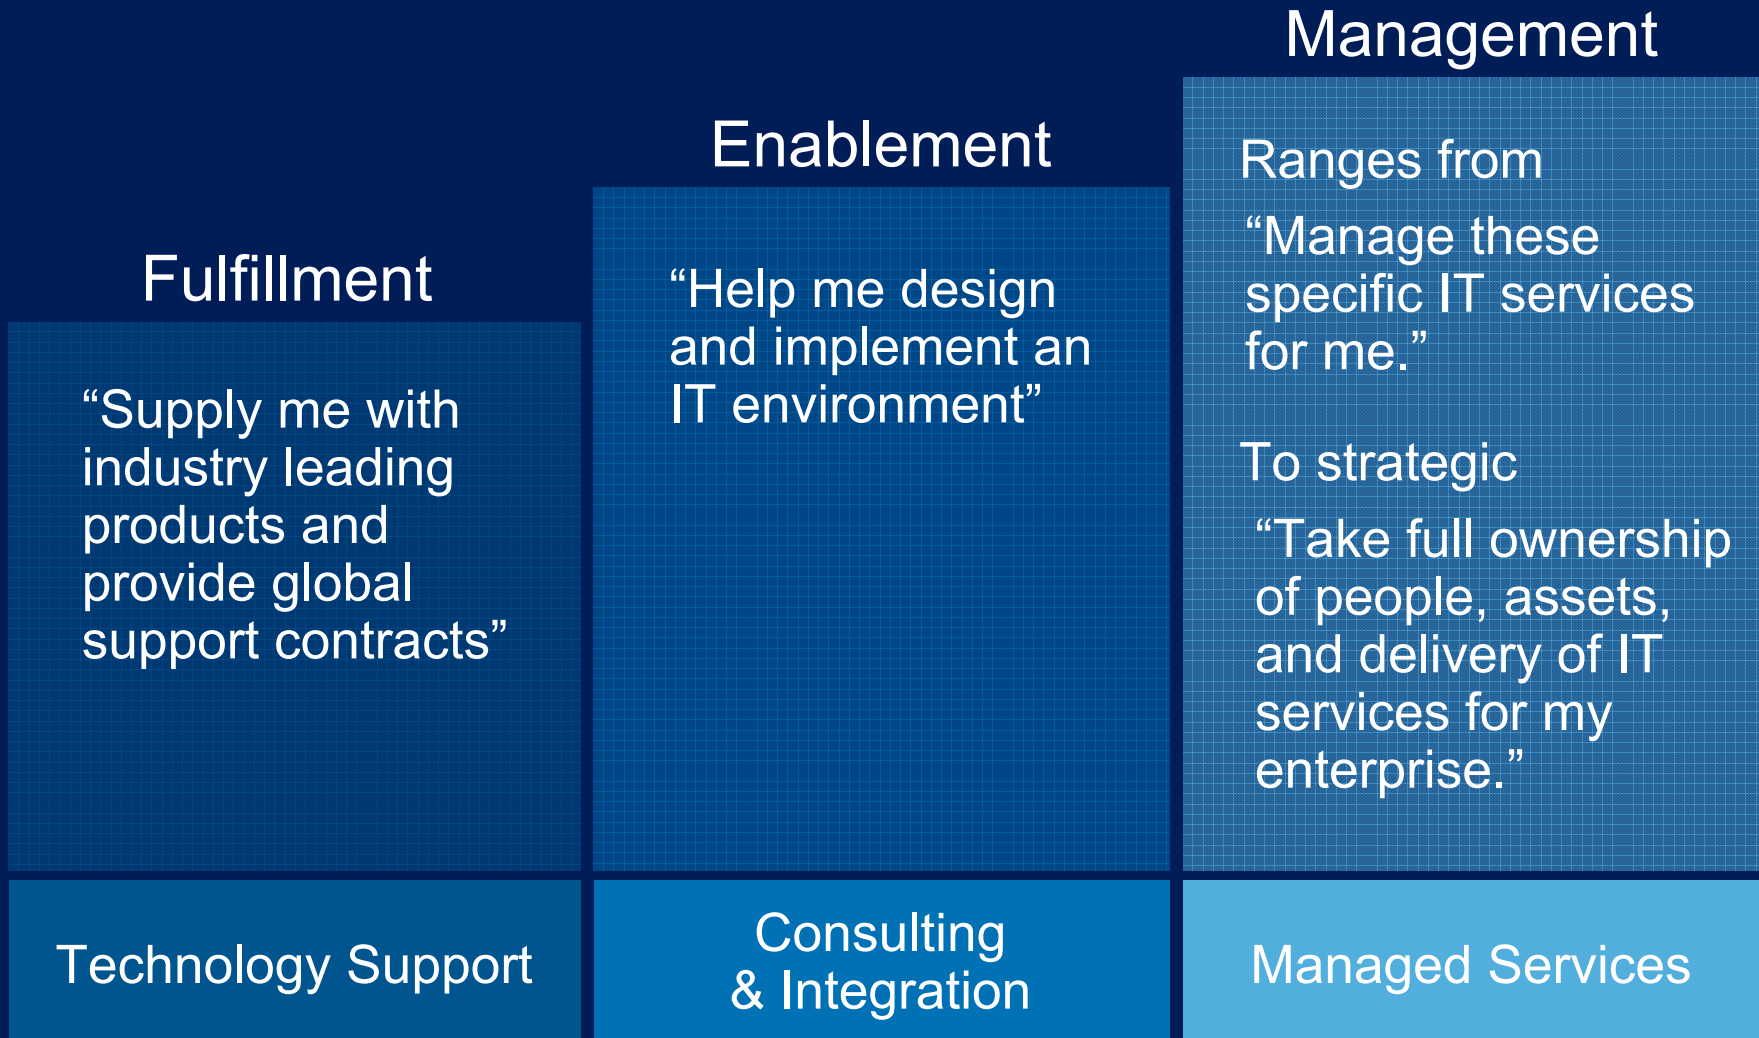 Fulfillment
“Supply me with
industry leading
products and
provide global
support contracts”
Technology Support
Enablement
“Help me design
and implement an
IT environment”
Consulting
& Integration
Management
Ranges from
“Manage these
specific IT services
for me.”
To strategic
“Take full ownership
of people, assets,
and delivery of IT
services for my
enterprise.”
Managed Services